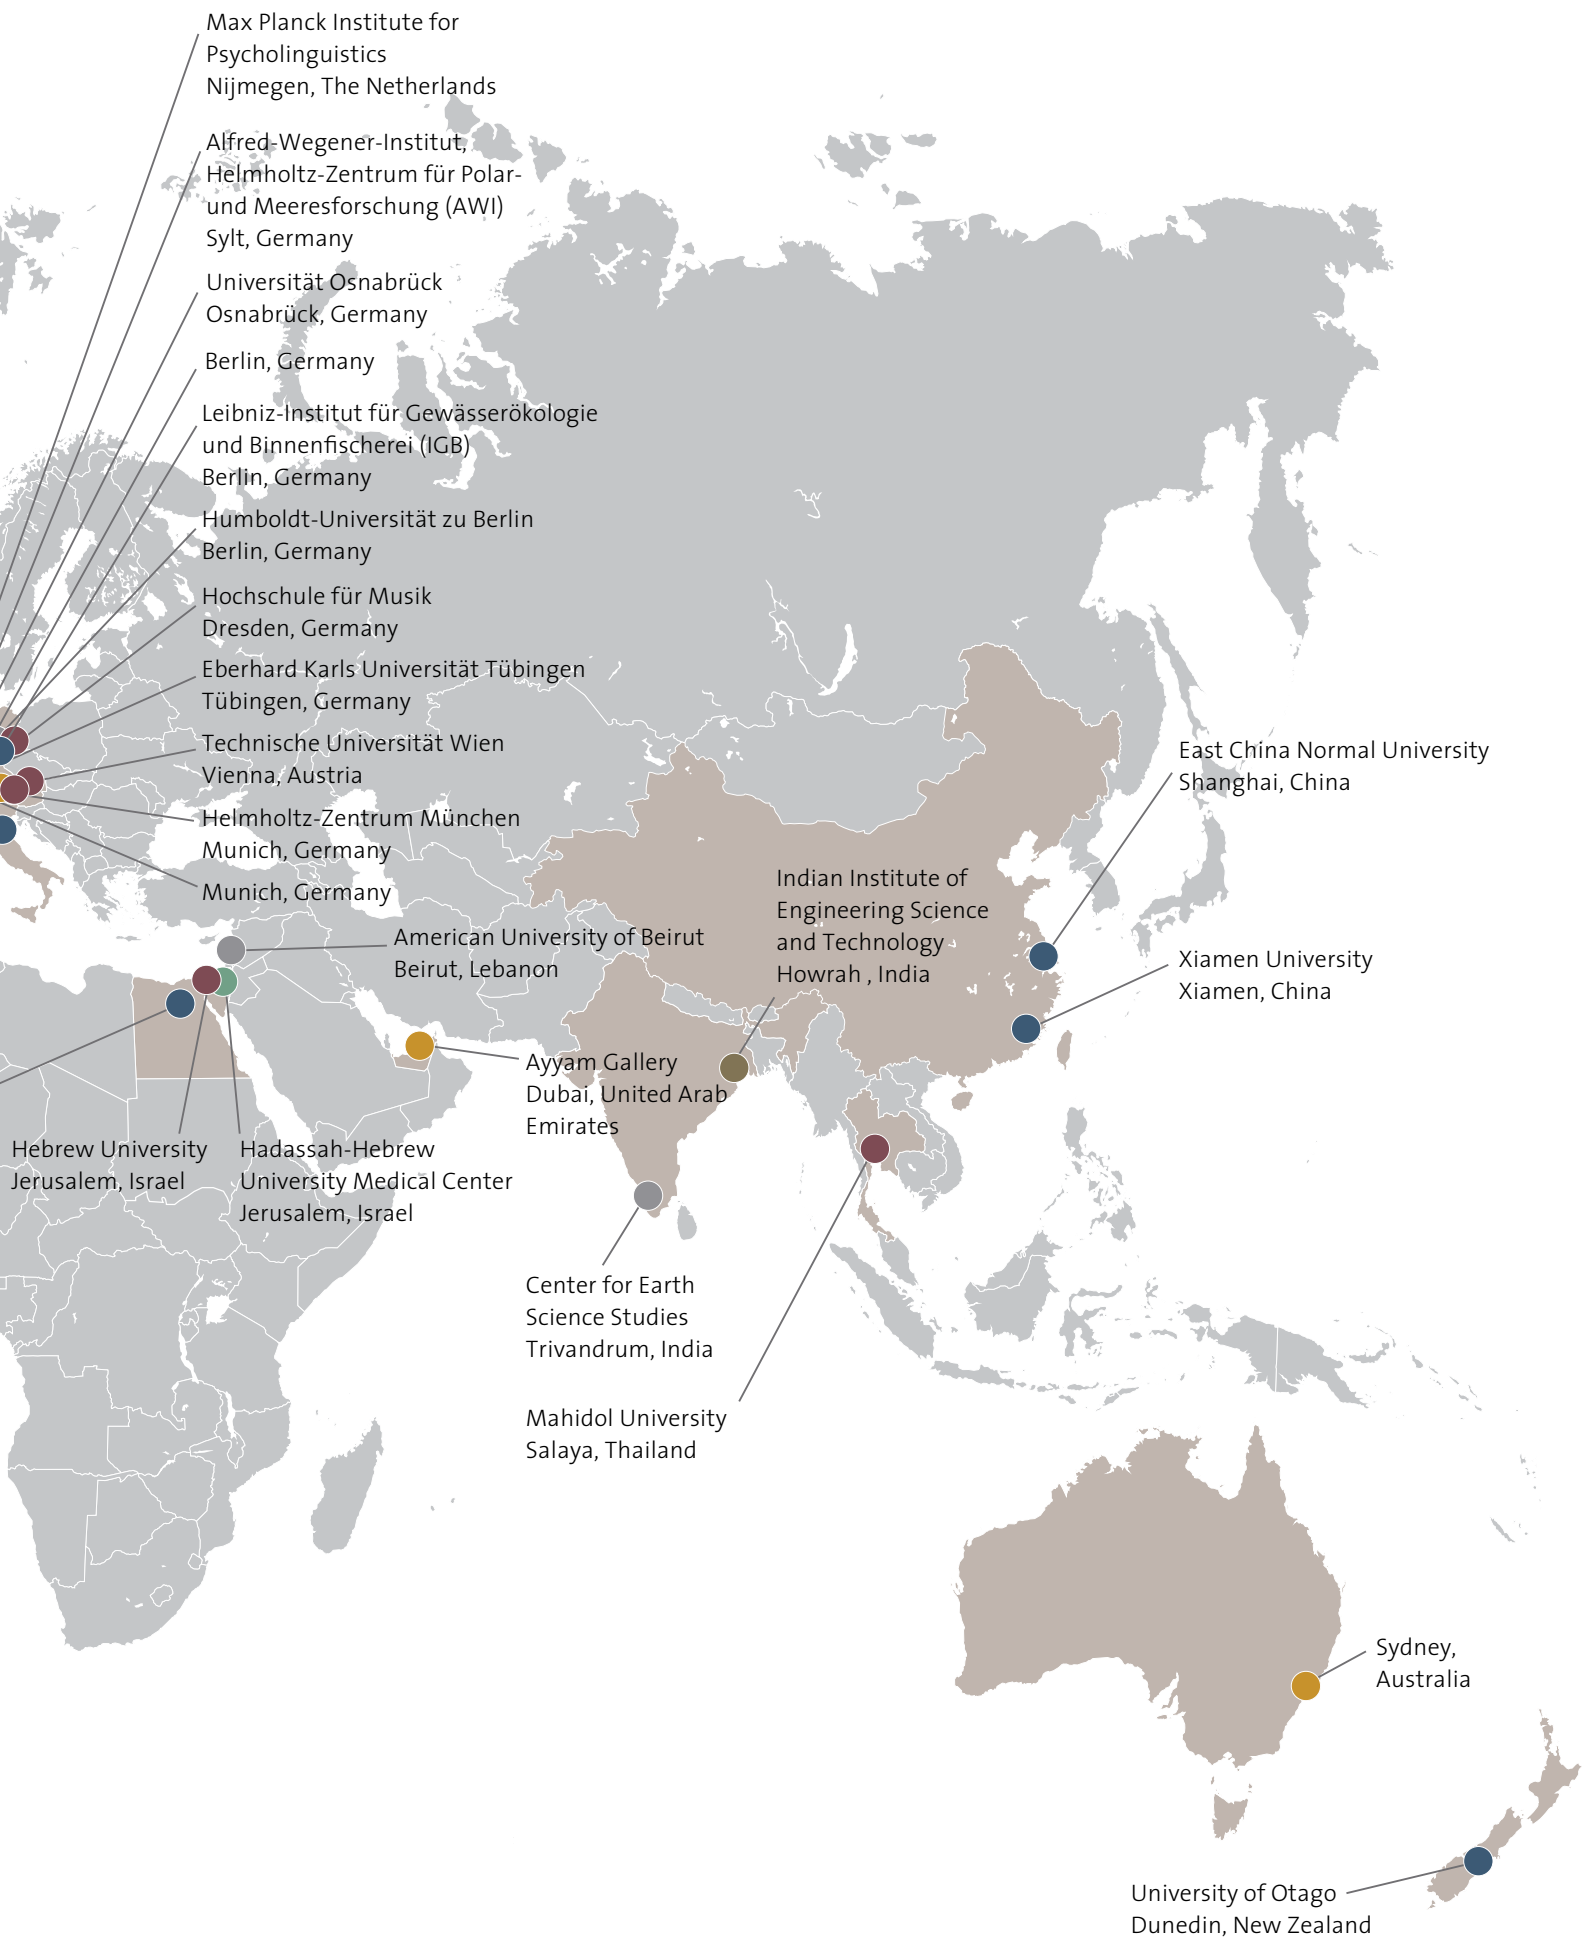 Max Planck Institute for
Psycholinguistics
Nijmegen, The Netherlands
Alfred-Wegener-Institut,
Helmholtz-Zentrum für Polar-
und Meeresforschung (AWI)
Sylt, Germany
Universität Osnabrück
Osnabrück, Germany
Berlin, Germany
Leibniz-Institut für Gewässerökologie
und Binnenfischerei (IGB)
Berlin, Germany
Humboldt-Universität zu Berlin
Berlin, Germany
Hochschule für Musik
Dresden, Germany
Eberhard Karls Universität Tübingen
Tübingen, Germany
Technische Universität Wien
Vienna, Austria
Helmholtz-Zentrum München
Munich, Germany
Munich, Germany
American University of Beirut
Beirut, Lebanon
East China Normal University
Shanghai, China
Indian Institute of
Engineering Science
and Technology
Howrah , India
Xiamen University
Xiamen, China
Ayyam Gallery
Dubai, United Arab
Emirates
Hebrew University
Jerusalem, Israel
Hadassah-Hebrew
University Medical Center
Jerusalem, Israel
Center for Earth
Science Studies
Trivandrum, India
Mahidol University
Salaya, Thailand
Sydney,
Australia
University of Otago
Dunedin, New Zealand